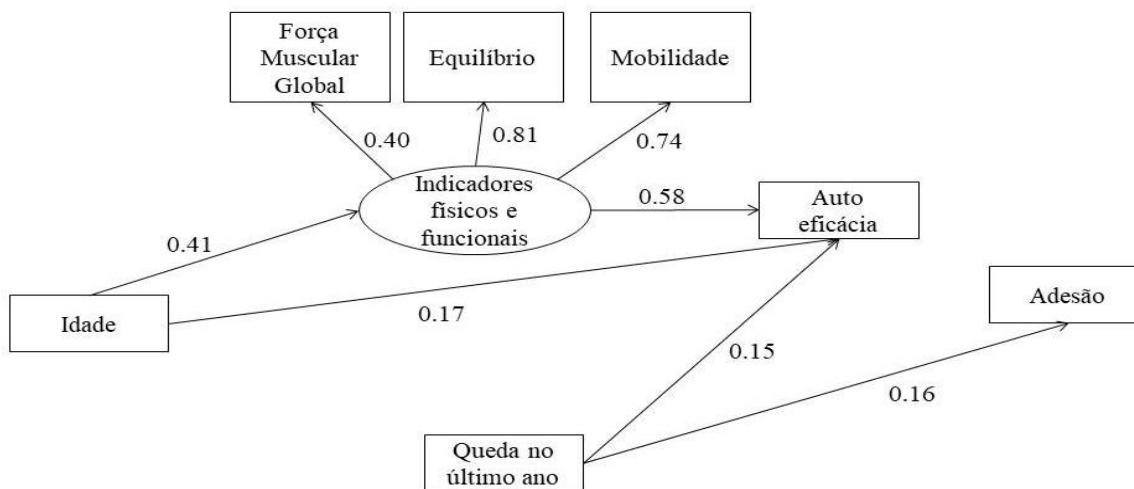 Força
Muscular
Global
Equilíbrio
Mobilidade
0.40
0.81
0.74
Indicadores
físicos e
funcionais
0.58
Auto
eficácia
0.41
Idade
0.17
Adesão
0.15
0.16
Queda no
último ano